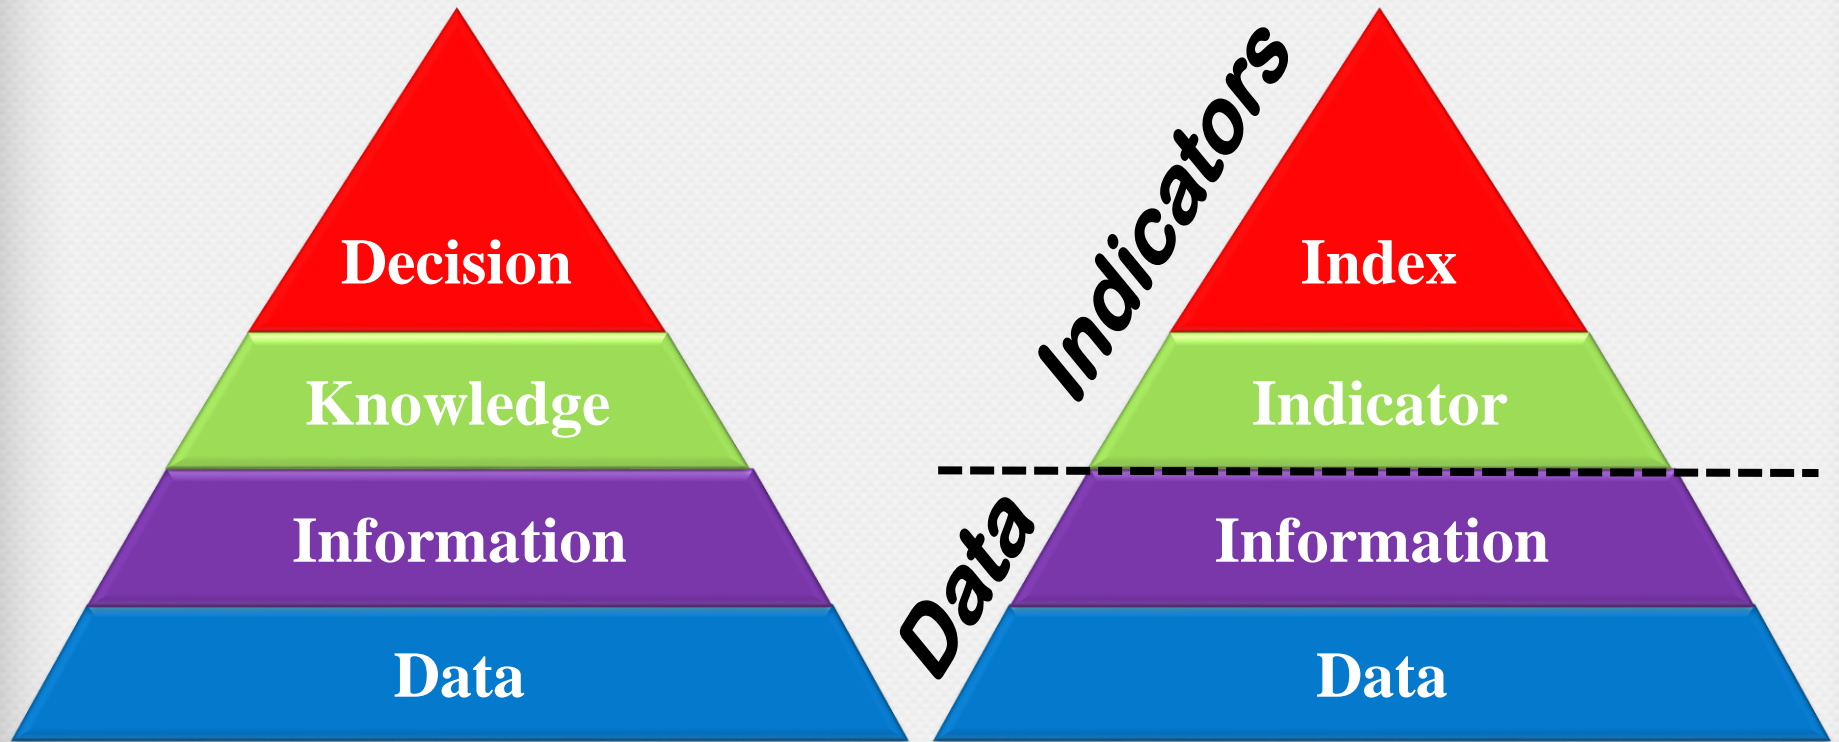 Decision
Knowledge
Information
Data
Indicators
Index
Indicator
Data
Information
Data